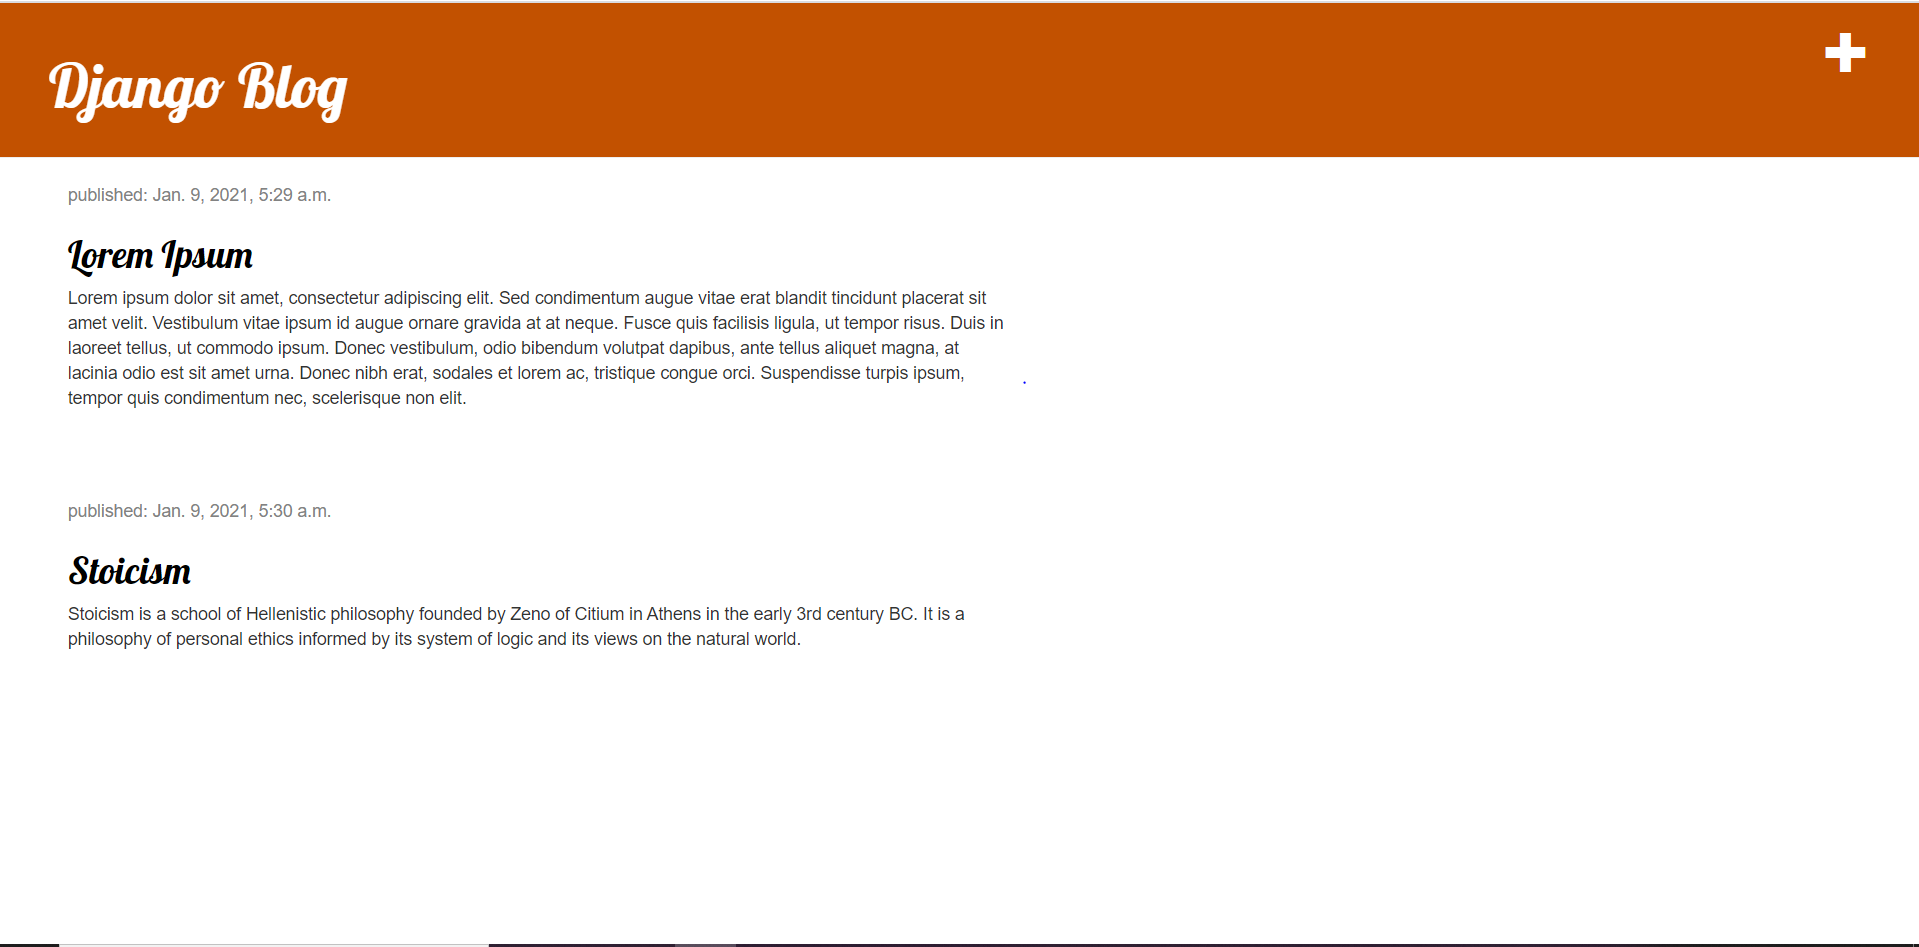 Django Blog
published: Jan. 9, 2021, 5:29 a.m.
Lorem Ipsum
Lorem ipsum dolor sit amet, consectetur adipiscing elit. Sed condimentum augue vitae erat blandit tincidunt placerat sit
amet velit. Vestibulum vitae ipsum id augue ornare gravida at at neque. Fusce quis facilisis ligula, ut tempor risus. Duis in
laoreet tellus, ut commodo ipsum. Donec vestibulum, odio bibendum volutpat dapibus, ante tellus aliquet magna, at
lacinia odio est sit amet urna. Donec nibh erat, sodales et lorem ac, tristique congue orci. Suspendisse turpis ipsum,
tempor quis condimentum nec, scelerisque non elit.
published: Jan. 9, 2021, 5:30 a.m.
Stoicism
Stoicism is a school of Hellenistic philosophy founded by Zeno of Citium in Athens in the early 3rd century BC. It is a
philosophy of personal ethics informed by its system of logic and its views on the natural world.